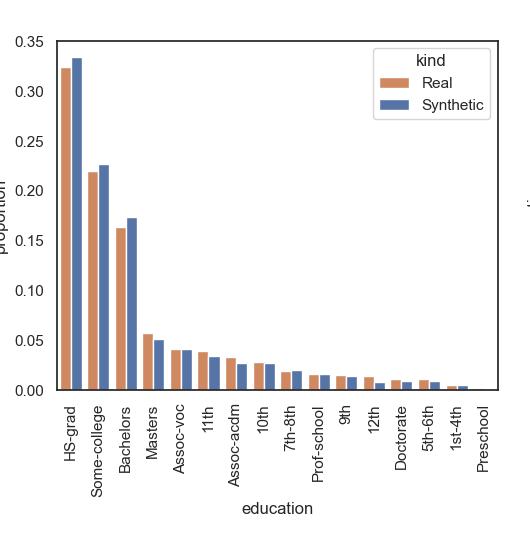 0.35
0.30
0.25
0.20
0.15
0.10
0.05
0.00
proportion
kind
Real
Synthetic
HS-grad
Some-college
Bachelors
Masters
Assoc-voc
11th
Assoc-acdm
10th
7th-8th
Prof-school
9th
12th
Doctorate
5th-6th
1st-4th
Preschool
education